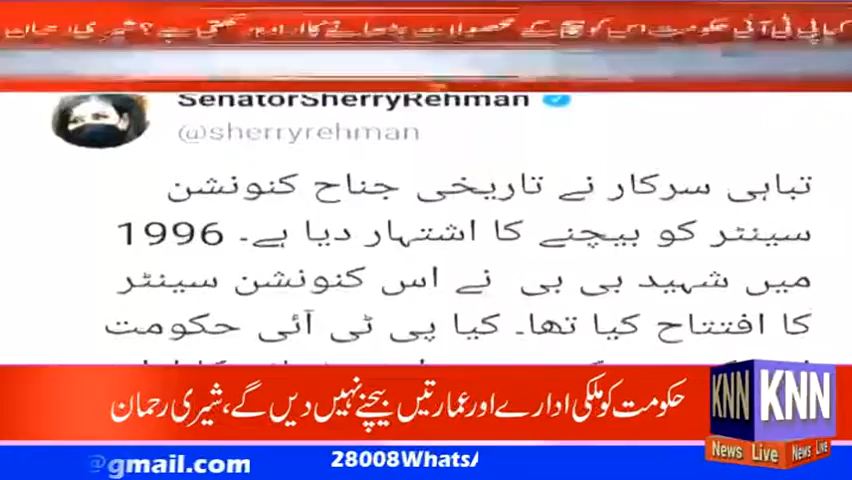 SenatorSherryRehman
@sherryrehman
تباہی سرکار نے تاریخی جناح کنونشن
سینٹر کو بیچنے کا اشتہار دیا ہے۔ 1996
میں شہید بی بی نے اس کنونشن سینٹر
کا افتتاح کیا تھا۔ کیا پی ٹی آئی حکومت
حکومت کو ملکی ادارے اور عمارتیں بیچنے نہیں دیں گے، شیری رحمان
KNN KNN
News Live News Live
@gmail.com 28008Whats